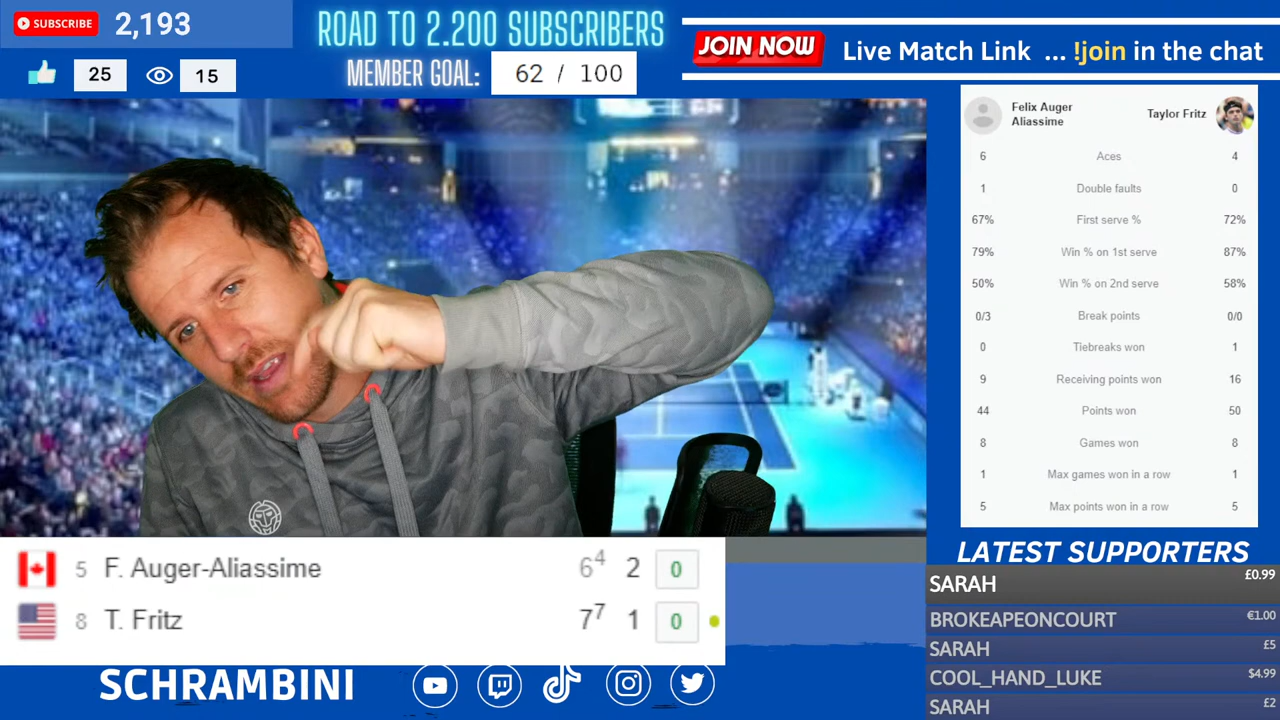 SUBSCRIBE 2,193
25 15
ROAD TO 2.200 SUBSCRIBERS
MEMBER GOAL: 62 / 100
JOIN NOW Live Match Link ... !join in the chat
Felix Auger Aliassime Taylor Fritz
6 Aces 4
1 Double faults 0
67% First serve % 72%
79% Win % on 1st serve 87%
50% Win % on 2nd serve 58%
0/3 Break points 0/0
0 Tiebreaks won 1
9 Receiving points won 16
44 Points won 50
8 Games won 8
1 Max games won in a row 1
5 Max points won in a row 5
5 F. Auger-Aliassime 6⁴ 2 0
8 T. Fritz 7⁷ 1 0
SCHRAMBINI
LATEST SUPPORTERS
SARAH £0.99
BROKEAPEONCOURT €1.00
SARAH £5
COOL_HAND_LUKE $4.99
SARAH £2